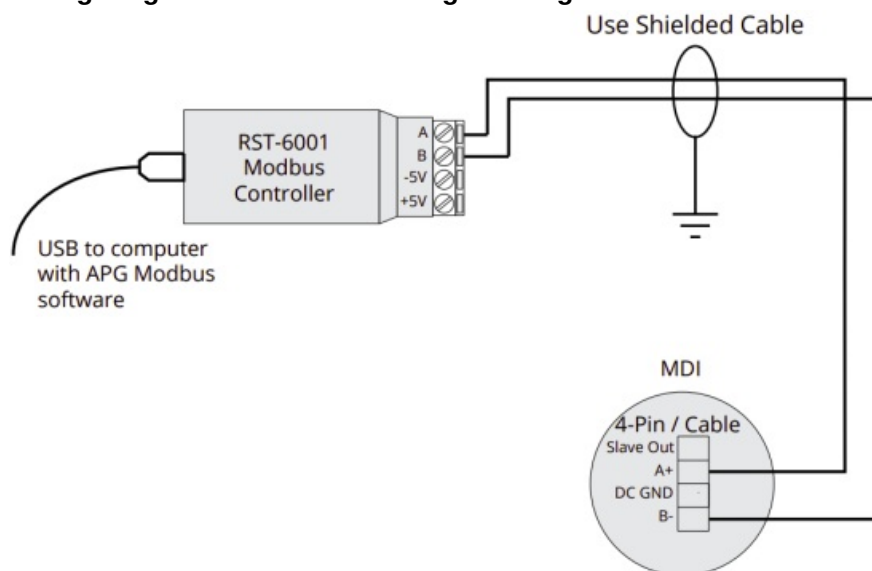 Use Shielded Cable
RST-6001
Modbus
Controller
A
B
-5V
+5V
USB to computer
with APG Modbus
software
MDI
4-Pin / Cable
Slave Out
A+
DC GND
B-